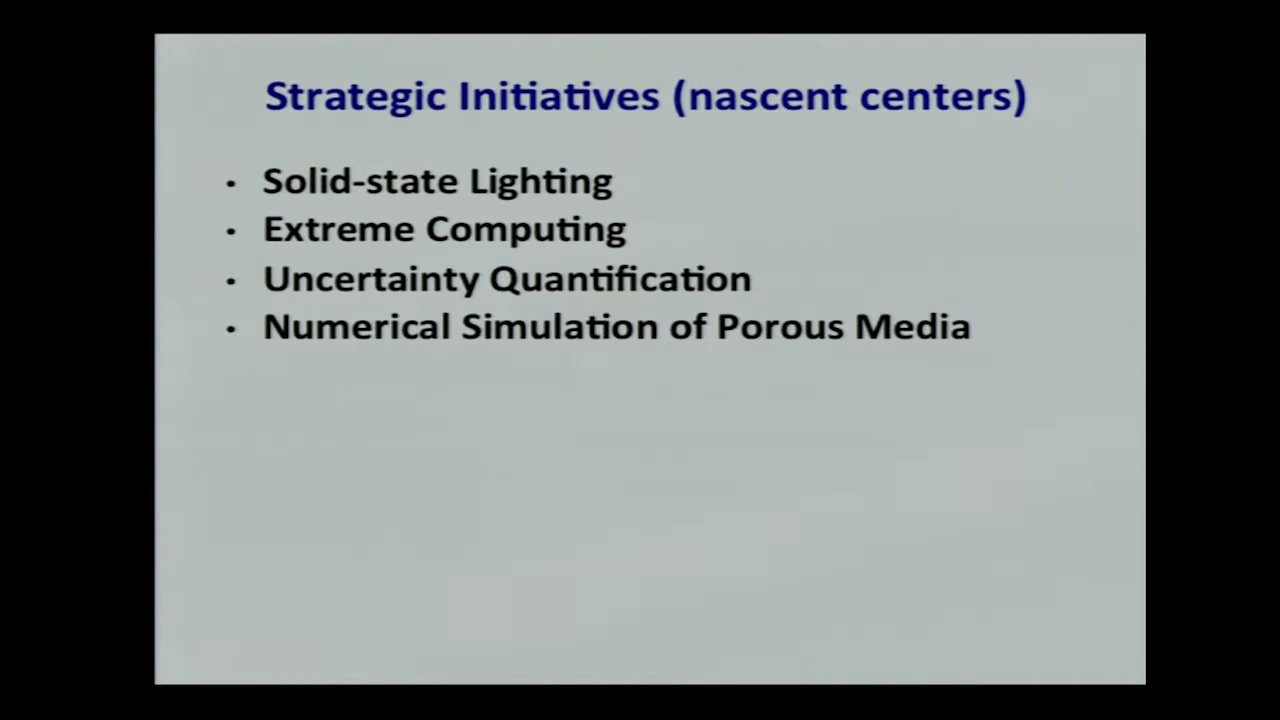 Strategic Initiatives (nascent centers)
• Solid-state Lighting
• Extreme Computing
• Uncertainty Quantification
• Numerical Simulation of Porous Media